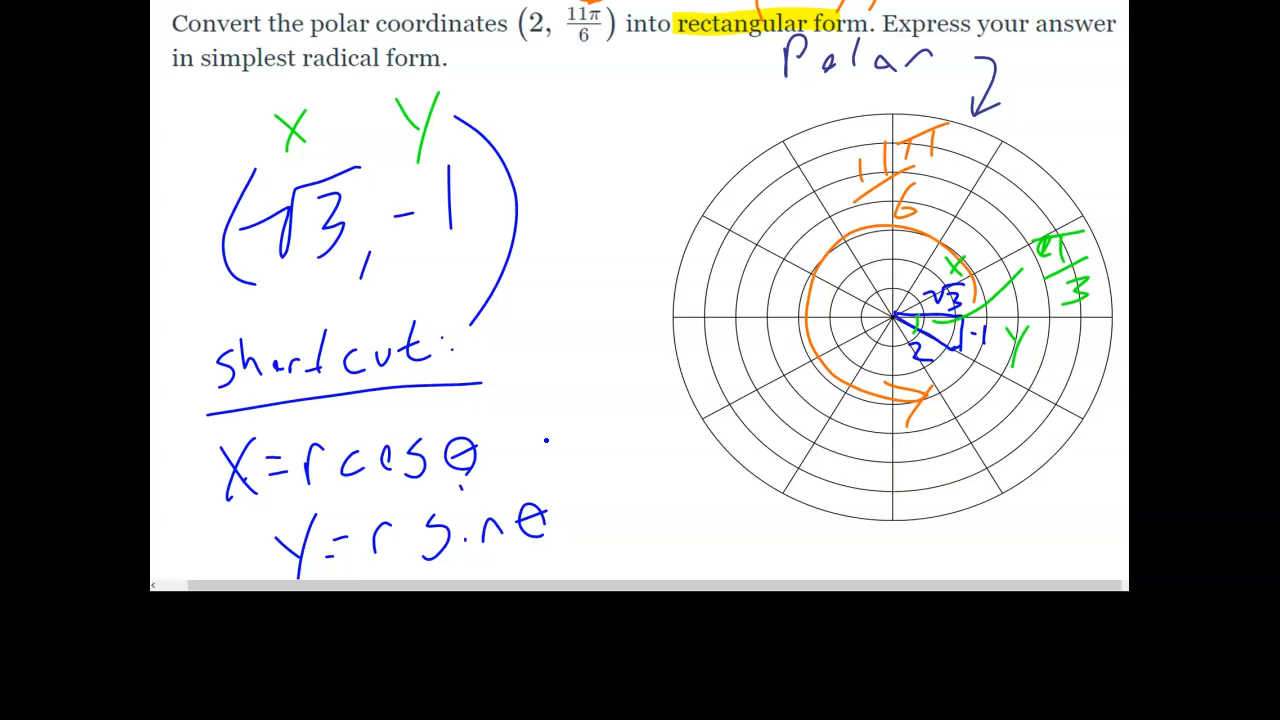 Convert the polar coordinates (2, 11π/6) into rectangular form. Express your answer
in simplest radical form.
Polar
X Y
(√3, -1)
11π/6
π/3
X
√3
-1
Y
2
shortcut:
X = r cos θ
Y = r sin θ